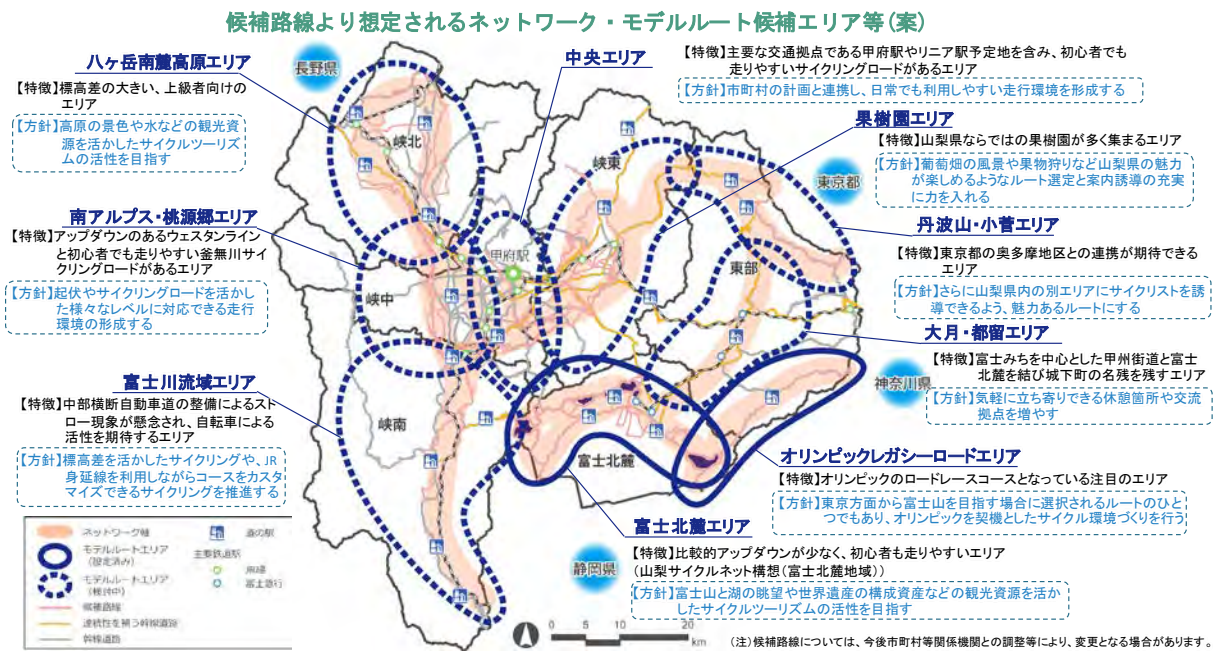 候補路線より想定されるネットワーク・モデルルート候補エリア等(案)
八ヶ岳南麓高原エリア
【特徴】標高差の大きい、上級者向けの
エリア
【方針】高原の景色や水などの観光資
源を活かしたサイクルツーリズ
ムの活性を目指す
長野県
中央エリア
【特徴】主要な交通拠点である甲府駅やリニア駅予定地を含み、初心者でも
走りやすいサイクリングロードがあるエリア
【方針】市町村の計画と連携し、日常でも利用しやすい走行環境を形成する
果樹園エリア
【特徴】山梨県ならではの果樹園が多く集まるエリア
【方針】葡萄畑の風景や果物狩りなど山梨県の魅力
が楽しめるようなルート選定と案内誘導の充実
に力を入れる
東京都
丹波山・小菅エリア
【特徴】東京都の奥多摩地区との連携が期待できる
エリア
【方針】さらに山梨県内の別エリアにサイクリストを誘
導できるよう、魅力あるルートにする
南アルプス・桃源郷エリア
【特徴】アップダウンのあるウェスタンライン
と初心者でも走りやすい釜無川サイ
クリングロードがあるエリア
【方針】起伏やサイクリングロードを活かし
た様々なレベルに対応できる走行
環境の形成する
大月・都留エリア
【特徴】富士みちを中心とした甲州街道と富士
北麓を結び城下町の名残を残すエリア
【方針】気軽に立ち寄りできる休憩箇所や交流
拠点を増やす
神奈川県
富士川流域エリア
【特徴】中部横断自動車道の整備によるスト
ロー現象が懸念され、自転車による
活性を期待するエリア
【方針】標高差を活かしたサイクリングや、JR
身延線を利用しながらコースをカスタ
マイズできるサイクリングを推進する
オリンピックレガシーロードエリア
【特徴】オリンピックのロードレースコースとなっている注目のエリア
【方針】東京方面から富士山を目指す場合に選択されるルートのひと
つでもあり、オリンピックを契機としたサイクル環境づくりを行う
富士北麓エリア
【特徴】比較的アップダウンが少なく、初心者も走りやすいエリア
(山梨サイクルネット構想(富士北麓地域))
【方針】富士山と湖の眺望や世界遺産の構成資産などの観光資源を活か
したサイクルツーリズムの活性を目指す
静岡県
峡北
峡東
甲府駅
峡中
東部
峡南
富士北麓
ネットワーク幅
モデルルートエリア
(設定済み)
モデルルートエリア
(検討中)
候補路線
連続性を補う幹線道路
幹線道路
道の駅
主要鉄道駅
JR線
富士急行
0 5 10 20
km
(注)候補路線については、今後市町村等関係機関との調整等により、変更となる場合があります。